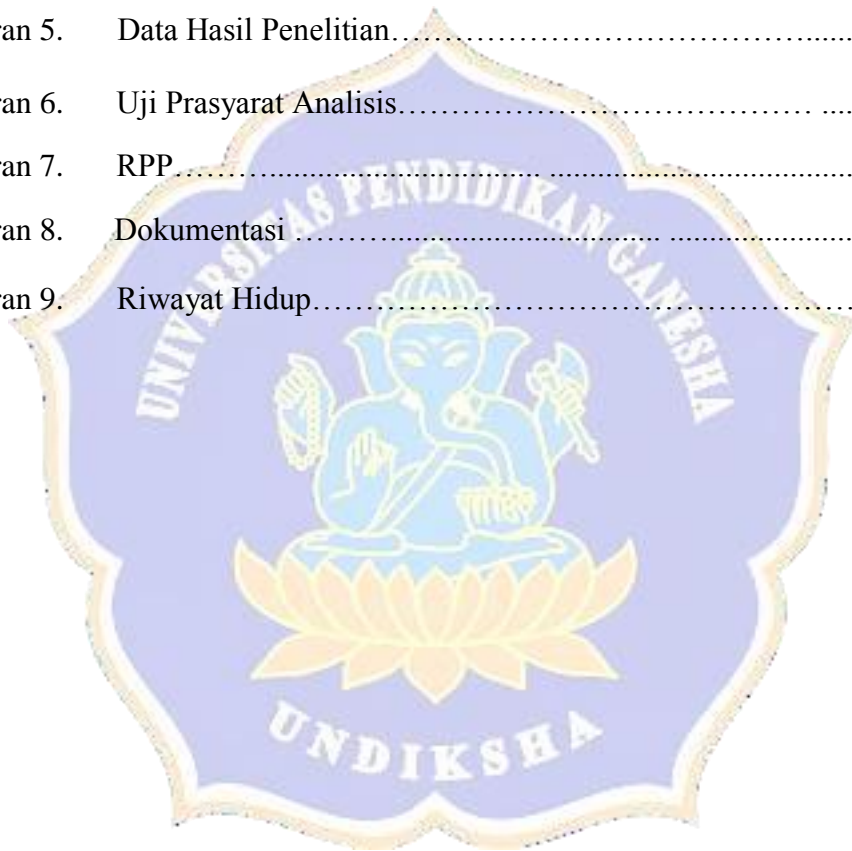 ran 5. Data Hasil Penelitian……………………………………......
ran 6. Uji Prasyarat Analisis………………………………… ....
ran 7. RPP………................................... .......................................
ran 8. Dokumentasi ………................................... .......................
ran 9. Riwayat Hidup………………………………………………
UNIVERSITAS PENDIDIKAN GANESHA
UNDIKSHA